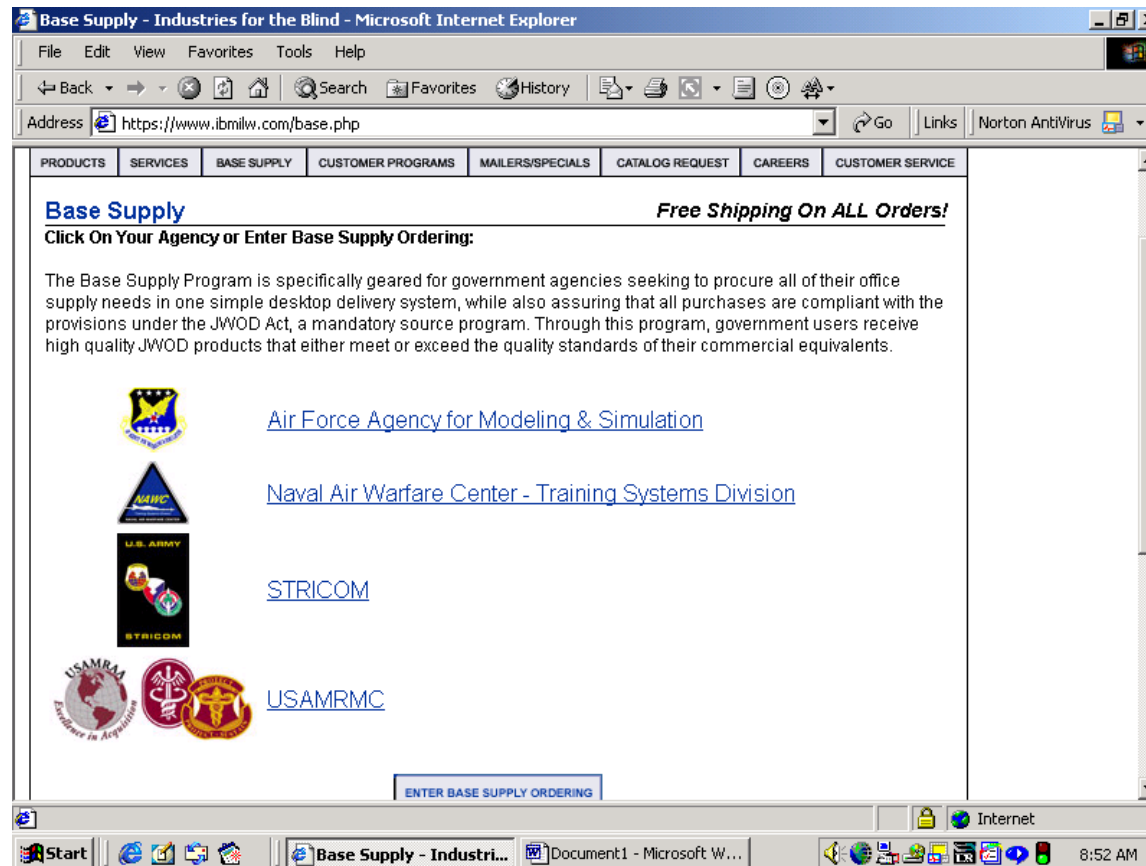 Base Supply - Industries for the Blind - Microsoft Internet Explorer
File Edit View Favorites Tools Help
Back Search Favorites History
Address https://www.ibmilw.com/base.php Go Links Norton AntiVirus
PRODUCTS SERVICES BASE SUPPLY CUSTOMER PROGRAMS MAILERS/SPECIALS CATALOG REQUEST CAREERS CUSTOMER SERVICE
Base Supply Free Shipping On ALL Orders!
Click On Your Agency or Enter Base Supply Ordering:
The Base Supply Program is specifically geared for government agencies seeking to procure all of their office
supply needs in one simple desktop delivery system, while also assuring that all purchases are compliant with the
provisions under the JWOD Act, a mandatory source program. Through this program, government users receive
high quality JWOD products that either meet or exceed the quality standards of their commercial equivalents.
Air Force Agency for Modeling & Simulation
NAWC
NAVAL AIR WARFARE CENTER
Naval Air Warfare Center - Training Systems Division
U.S. ARMY
STRICOM
STRICOM
USAMRAA
Excellence in Acquisition
USAMRMC
ENTER BASE SUPPLY ORDERING
Internet
Start Base Supply - Industri... Document1 - Microsoft W... 8:52 AM